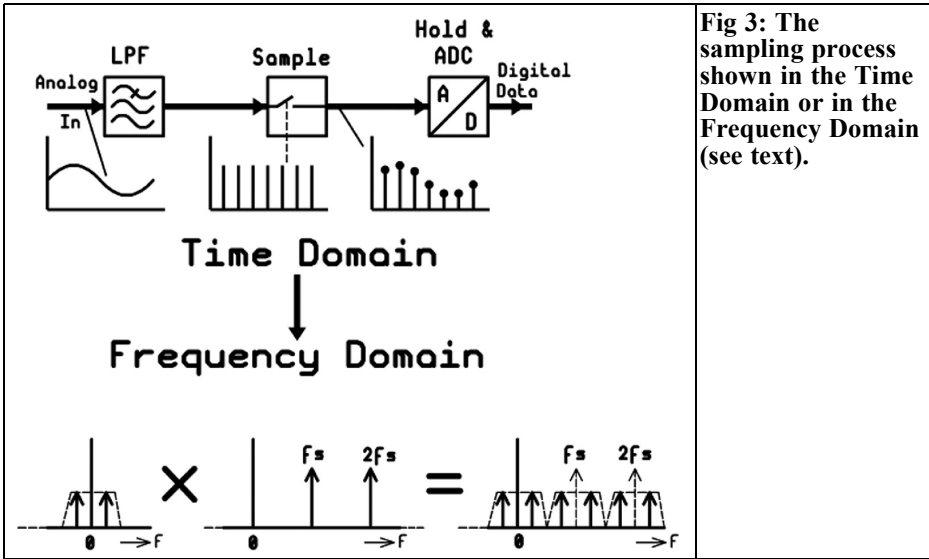 LPF
Sample
Hold &
ADC
Analog
In
Digital
Data
A
D
Time Domain
Frequency Domain
0
→F
×
Fs
2Fs
0
→F
=
Fs
2Fs
0
→F
Fig 3: The
sampling process
shown in the Time
Domain or in the
Frequency Domain
(see text).